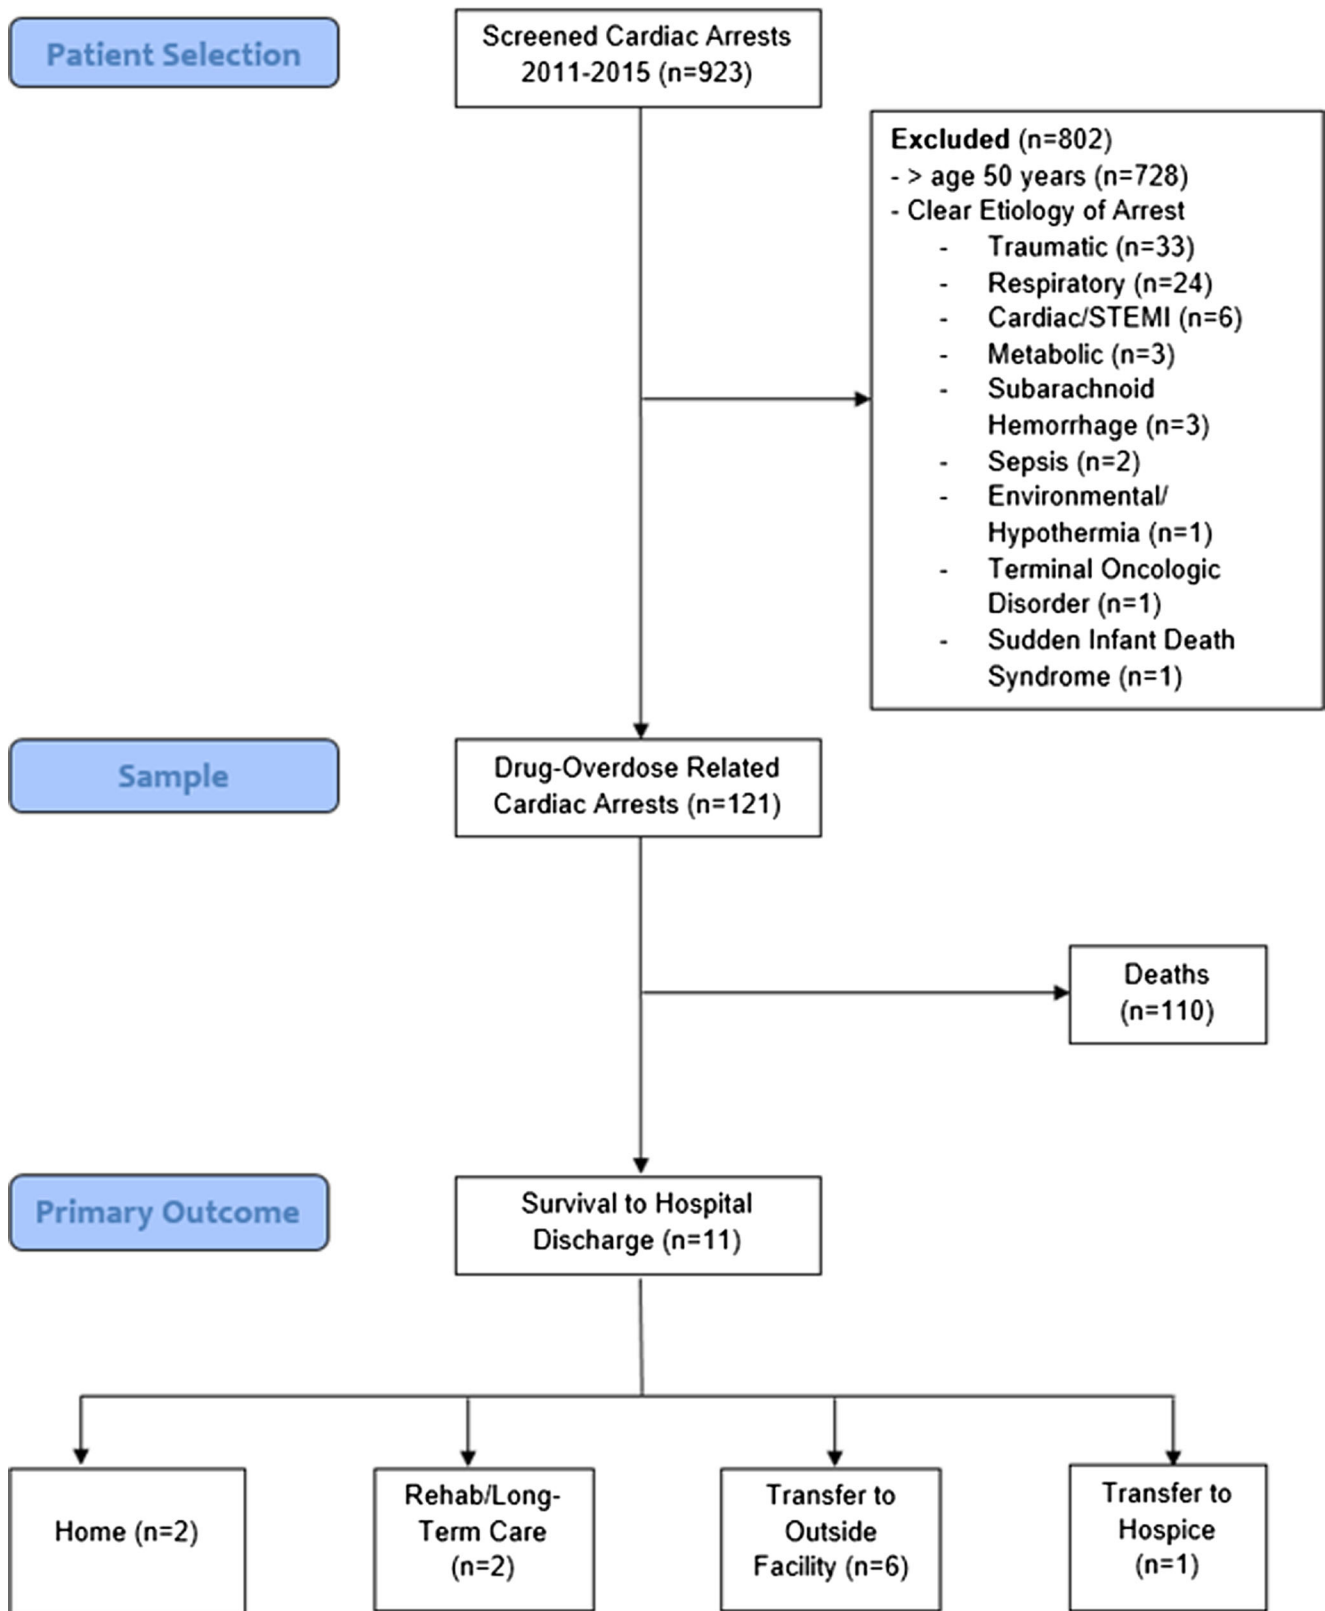 Patient Selection
Screened Cardiac Arrests
2011-2015 (n=923)
Excluded (n=802)
- > age 50 years (n=728)
- Clear Etiology of Arrest
- Traumatic (n=33)
- Respiratory (n=24)
- Cardiac/STEMI (n=6)
- Metabolic (n=3)
- Subarachnoid
Hemorrhage (n=3)
- Sepsis (n=2)
- Environmental/
Hypothermia (n=1)
- Terminal Oncologic
Disorder (n=1)
- Sudden Infant Death
Syndrome (n=1)
Sample
Drug-Overdose Related
Cardiac Arrests (n=121)
Deaths
(n=110)
Primary Outcome
Survival to Hospital
Discharge (n=11)
Home (n=2)
Rehab/Long-
Term Care
(n=2)
Transfer to
Outside
Facility (n=6)
Transfer to
Hospice
(n=1)